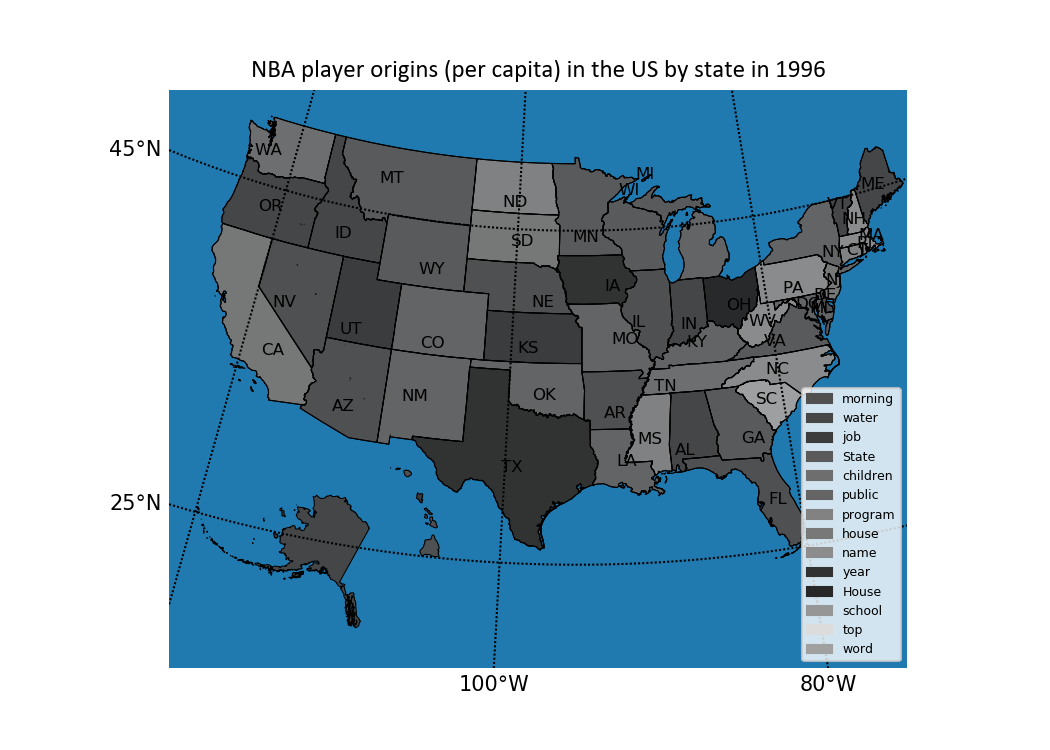 NBA player origins (per capita) in the US by state in 1996
45°N
25°N
100°W
80°W
WA
MT
ND
MI
WI
ME
VT
NH
MA
OR
ID
SD
MN
NY
CT
WY
NV
NE
IA
PA
NJ
DE
DC
UT
CO
KS
IL
IN
OH
WV
MO
KY
VA
CA
AZ
NM
OK
AR
TN
NC
SC
TX
LA
MS
AL
GA
FL
morning
water
job
State
children
public
program
house
name
year
House
school
top
word